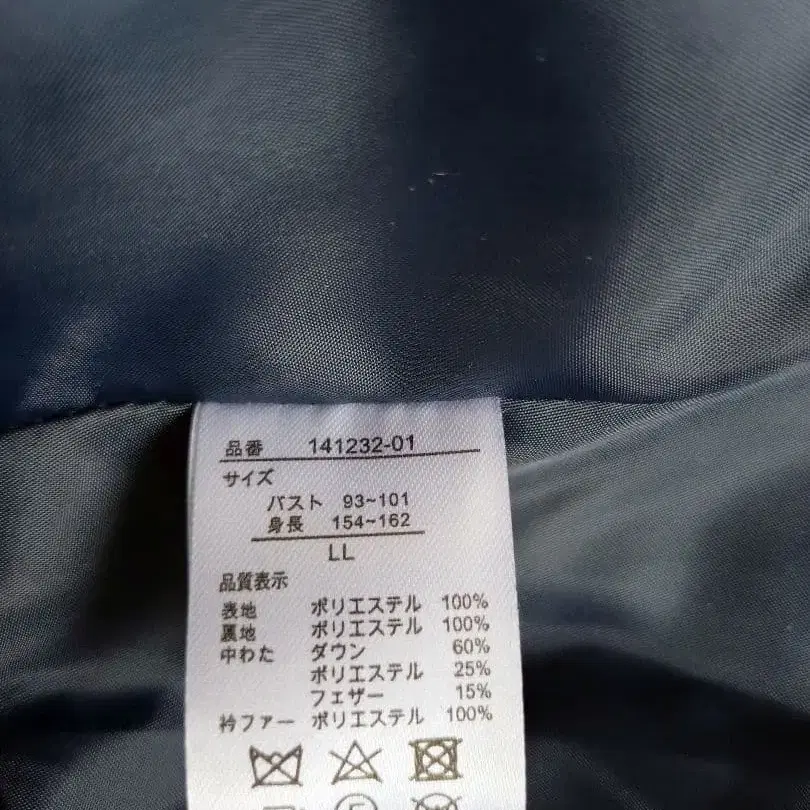 品番 141232-01
サイズ
バスト 93~101
身長 154~162
LL
品質表示
表地 ポリエステル 100%
裏地 ポリエステル 100%
中わた ダウン 60%
ポリエステル 25%
フェザー 15%
衿ファー ポリエステル 100%